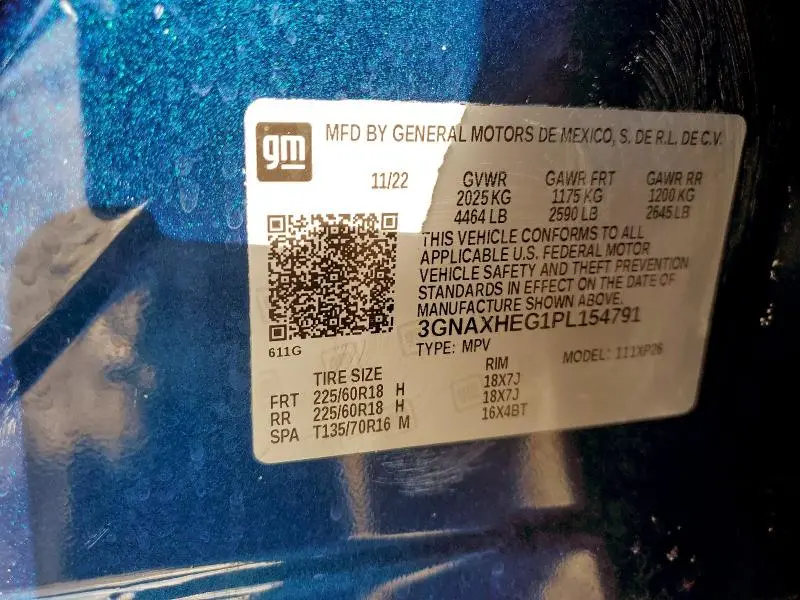 gm
MFD BY GENERAL MOTORS DE MEXICO, S. DE R.L. DE C.V.
11/22 GVWR GAWR FRT GAWR RR
2025 KG 1175 KG 1200 KG
4464 LB 2590 LB 2645 LB
THIS VEHICLE CONFORMS TO ALL
APPLICABLE U.S. FEDERAL MOTOR
VEHICLE SAFETY AND THEFT PREVENTION
STANDARDS IN EFFECT ON THE DATE OF
MANUFACTURE SHOWN ABOVE.
3GNAXHEG1PL154791
611G
TYPE: MPV MODEL: 111XP26
TIRE SIZE RIM
FRT 225/60R18 H 18X7J
RR 225/60R18 H 18X7J
SPA T135/70R16 M 16X4BT